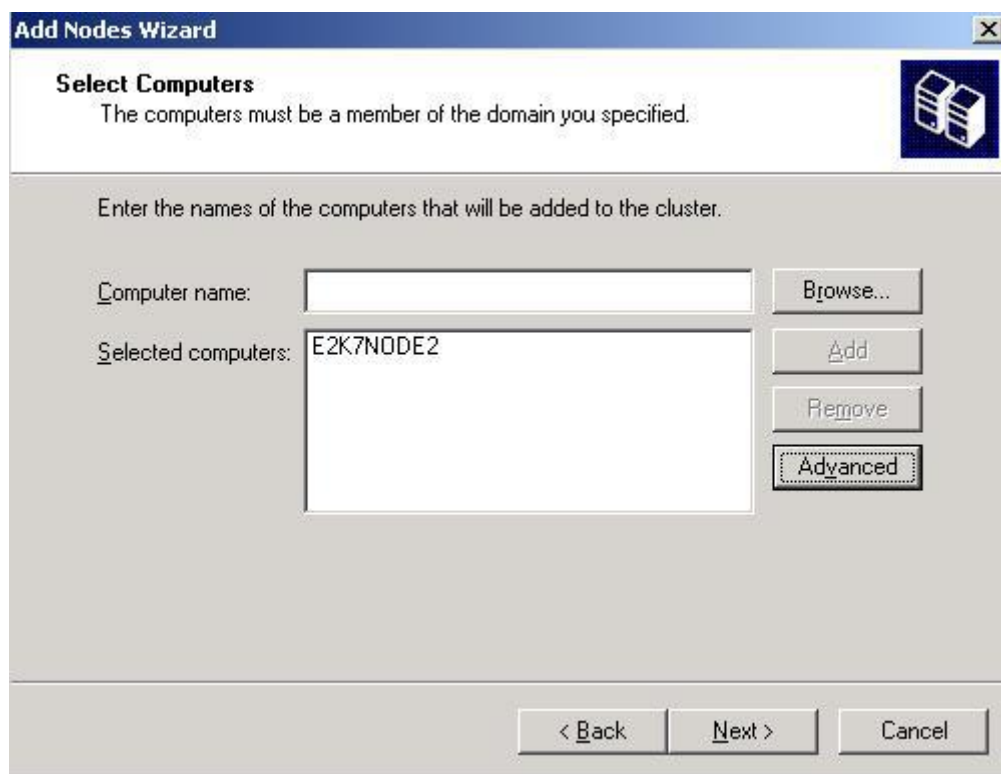 Add Nodes Wizard
Select Computers
The computers must be a member of the domain you specified.
Enter the names of the computers that will be added to the cluster.
Computer name:
Browse...
Selected computers:
E2K7NODE2
Add
Remove
Advanced
< Back
Next >
Cancel